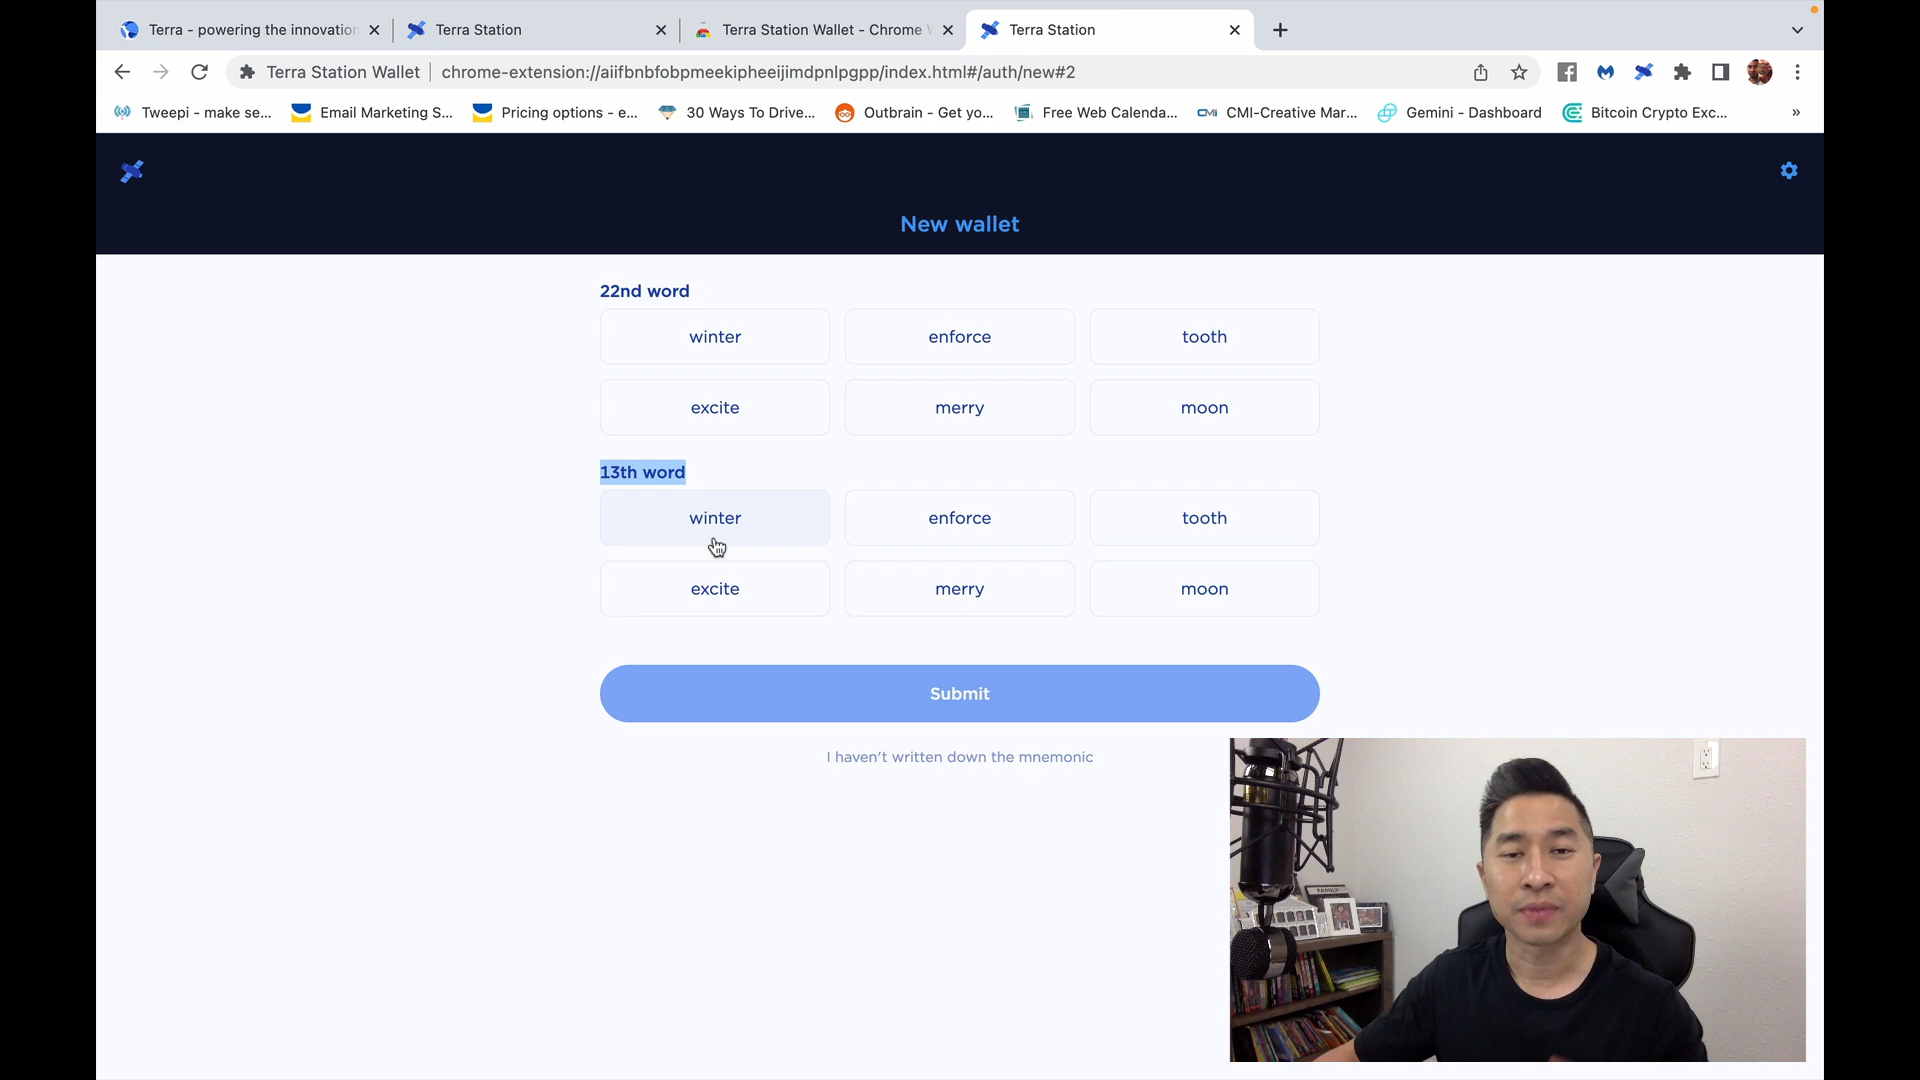 Terra - powering the innovation
Terra Station
Terra Station Wallet - Chrome W
Terra Station
Terra Station Wallet
chrome-extension://aiifbnbfobpmeekipheeijimdpnlpgpp/index.html#/auth/new#2
Tweepi - make se...
Email Marketing S...
Pricing options - e...
30 Ways To Drive...
Outbrain - Get yo...
Free Web Calenda...
CMI
CMI-Creative Mar...
Gemini - Dashboard
Bitcoin Crypto Exc...
»
New wallet
22nd word
winter
enforce
tooth
excite
merry
moon
13th word
winter
enforce
tooth
excite
merry
moon
Submit
I haven't written down the mnemonic
FAMILY